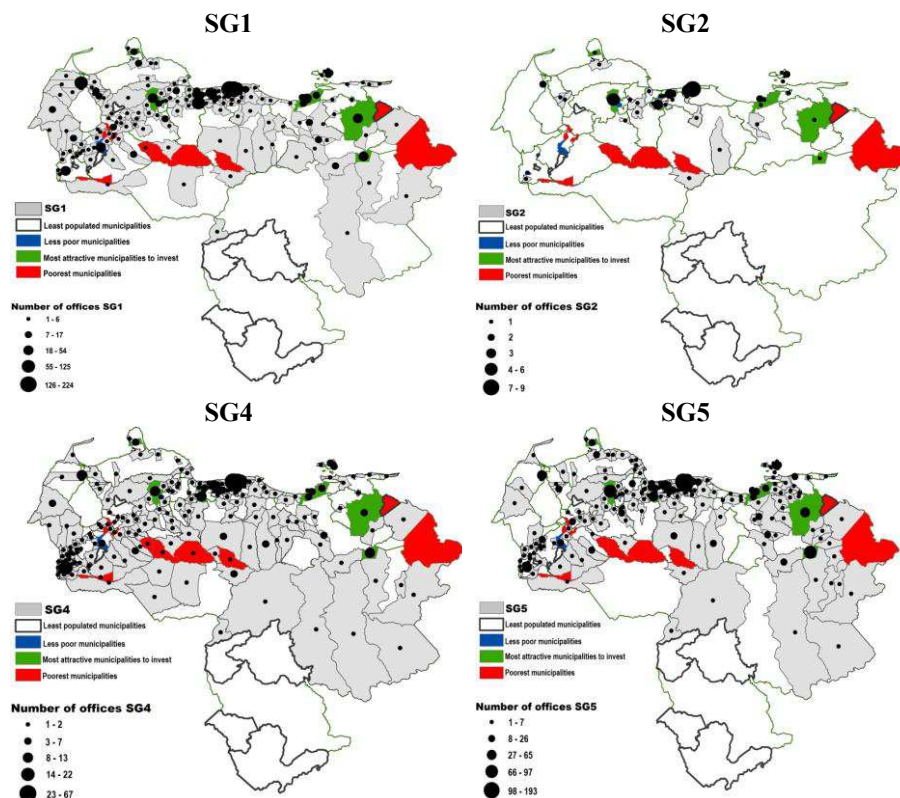 SG1
SG1
Least populated municipalities
Less poor municipalities
Most attractive municipalities to invest
Poorest municipalities
Number of offices SG1
1 - 6
7 - 17
18 - 54
55 - 125
126 - 224
SG2
SG2
Least populated municipalities
Less poor municipalities
Most attractive municipalities to invest
Poorest municipalities
Number of offices SG2
1
2
3
4 - 6
7 - 9
SG4
SG4
Least populated municipalities
Less poor municipalities
Most attractive municipalities to invest
Poorest municipalities
Number of offices SG4
1 - 2
3 - 7
8 - 13
14 - 22
23 - 67
SG5
SG5
Least populated municipalities
Less poor municipalities
Most attractive municipalities to invest
Poorest municipalities
Number of offices SG5
1 - 7
8 - 26
27 - 65
66 - 97
98 - 193